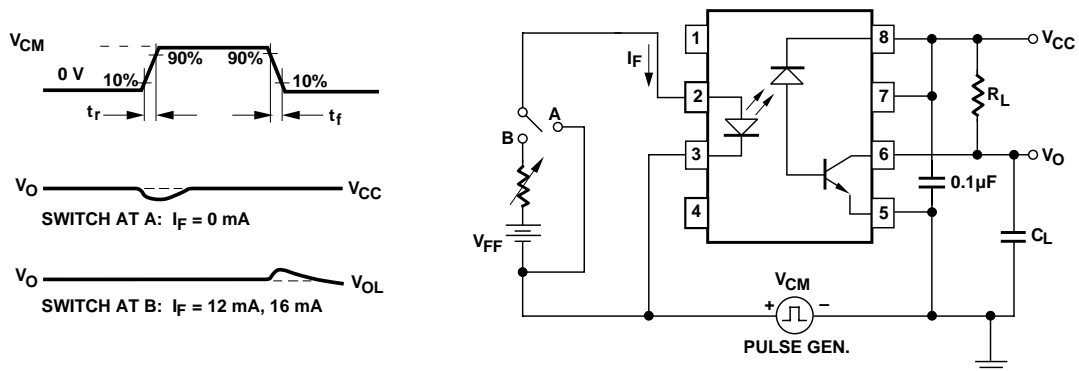 V_CM
0 V
10%
90%
90%
10%
t_r
t_f
V_O
V_CC
SWITCH AT A: I_F = 0 mA
V_O
V_OL
SWITCH AT B: I_F = 12 mA, 16 mA
I_F
A
B
V_FF
1
2
3
4
8
7
6
5
V_CC
R_L
V_O
0.1µF
C_L
V_CM
+
−
PULSE GEN.